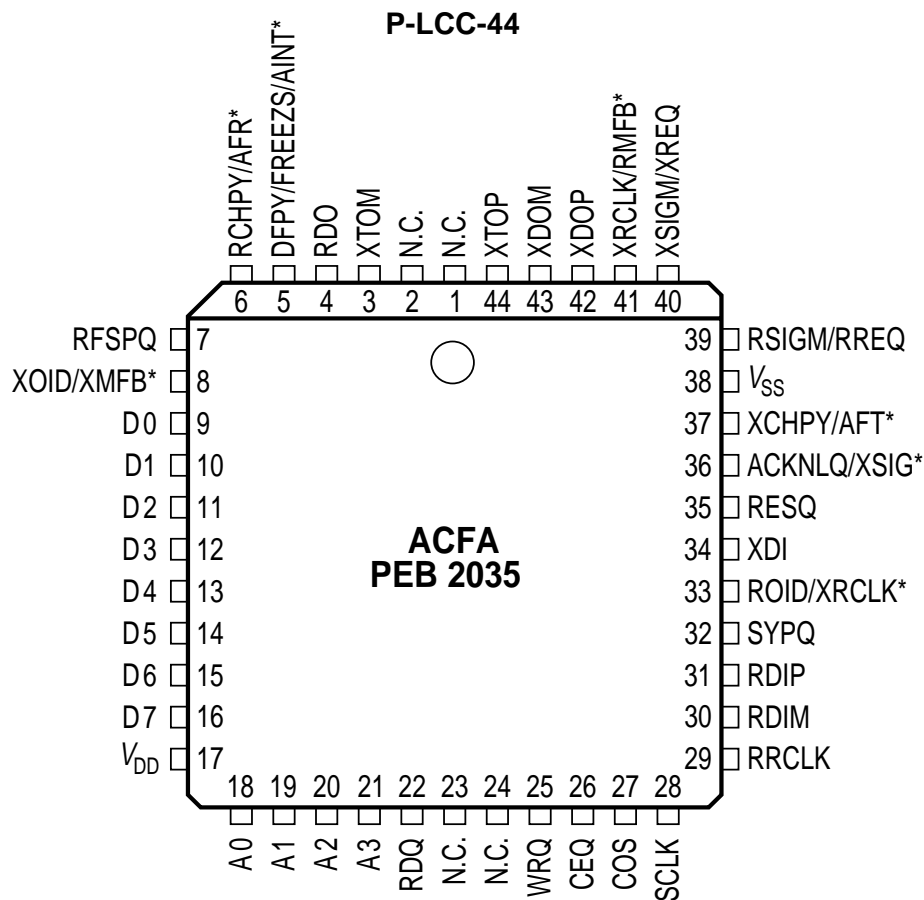 P-LCC-44
RCHPY/AFR*
DFPY/FREEZS/AINT*
RDO
XTOM
N.C.
N.C.
XTOP
XDOM
XDOP
XRCLK/RMFB*
XSIGM/XREQ
6 5 4 3 2 1 44 43 42 41 40
RFSPQ 7 39 RSIGM/RREQ
XOID/XMFB* 8 38 VSS
D0 9 37 XCHPY/AFT*
D1 10 36 ACKNLQ/XSIG*
D2 11 35 RESQ
D3 12 34 XDI
D4 13 33 ROID/XRCLK*
D5 14 32 SYPQ
D6 15 31 RDIP
D7 16 30 RDIM
VDD 17 29 RRCLK
ACFA
PEB 2035
18 19 20 21 22 23 24 25 26 27 28
A0
A1
A2
A3
RDQ
N.C.
N.C.
WRQ
CEQ
COS
SCLK